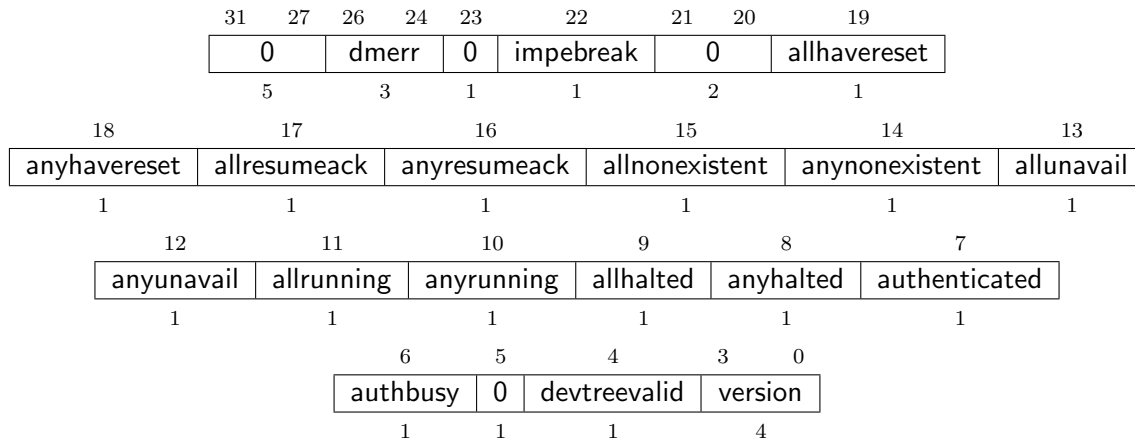 31 27 26 24 23 22 21 20 19
0 dmerr 0 impebreak 0 allhavereset
5 3 1 1 2 1
18 17 16 15 14 13
anyhavereset allresumeack anyresumeack allnonexistent anynonexistent allunavail
1 1 1 1 1 1
12 11 10 9 8 7
anyunavail allrunning anyrunning allhalted anyhalted authenticated
1 1 1 1 1 1
6 5 4 3 0
authbusy 0 devtreevalid version
1 1 1 4